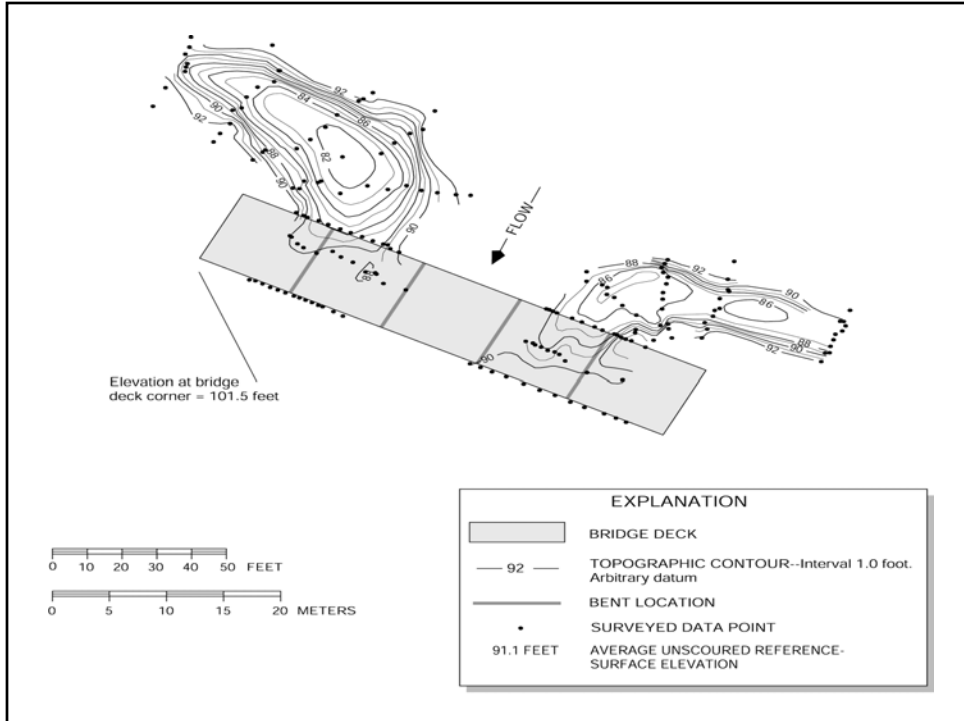 92
84
86
90
92
88
82
90
90
FLOW
88
92
86
90
86
88
90
92
90
Elevation at bridge
deck corner = 101.5 feet
EXPLANATION
BRIDGE DECK
92
TOPOGRAPHIC CONTOUR--Interval 1.0 foot.
Arbitrary datum
BENT LOCATION
SURVEYED DATA POINT
91.1 FEET
AVERAGE UNSCOURED REFERENCE-
SURFACE ELEVATION
0 10 20 30 40 50 FEET
0 5 10 15 20 METERS